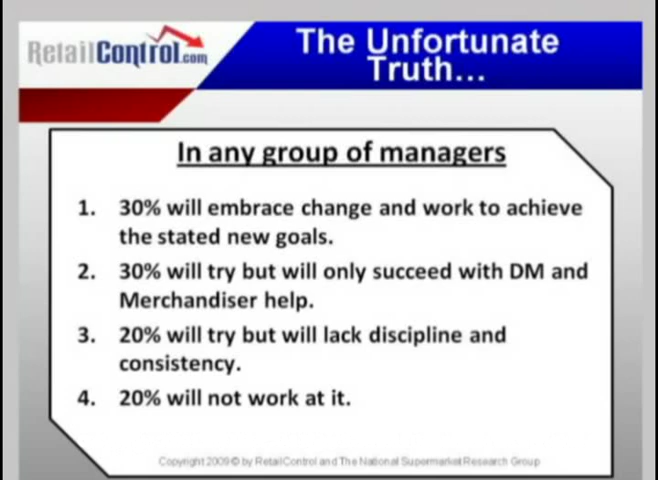 RetailControl.com
The Unfortunate
Truth...
In any group of managers
1. 30% will embrace change and work to achieve
the stated new goals.
2. 30% will try but will only succeed with DM and
Merchandiser help.
3. 20% will try but will lack discipline and
consistency.
4. 20% will not work at it.
Copyright 2009 © by RetailControl and The National Supermarket Research Group